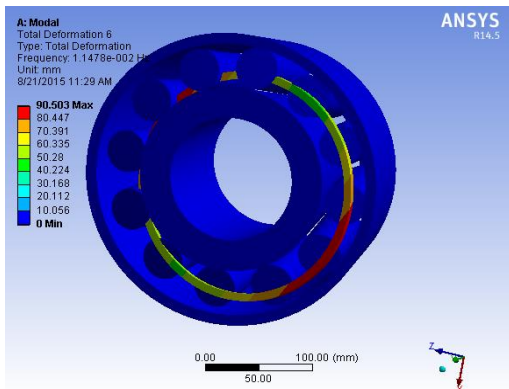 A: Modal
Total Deformation 6
Type: Total Deformation
Frequency: 1.1478e-002 Hz
Unit: mm
8/21/2015 11:29 AM
90.503 Max
80.447
70.391
60.335
50.28
40.224
30.168
20.112
10.056
0 Min
ANSYS
R14.5
0.00 100.00 (mm)
50.00
Z